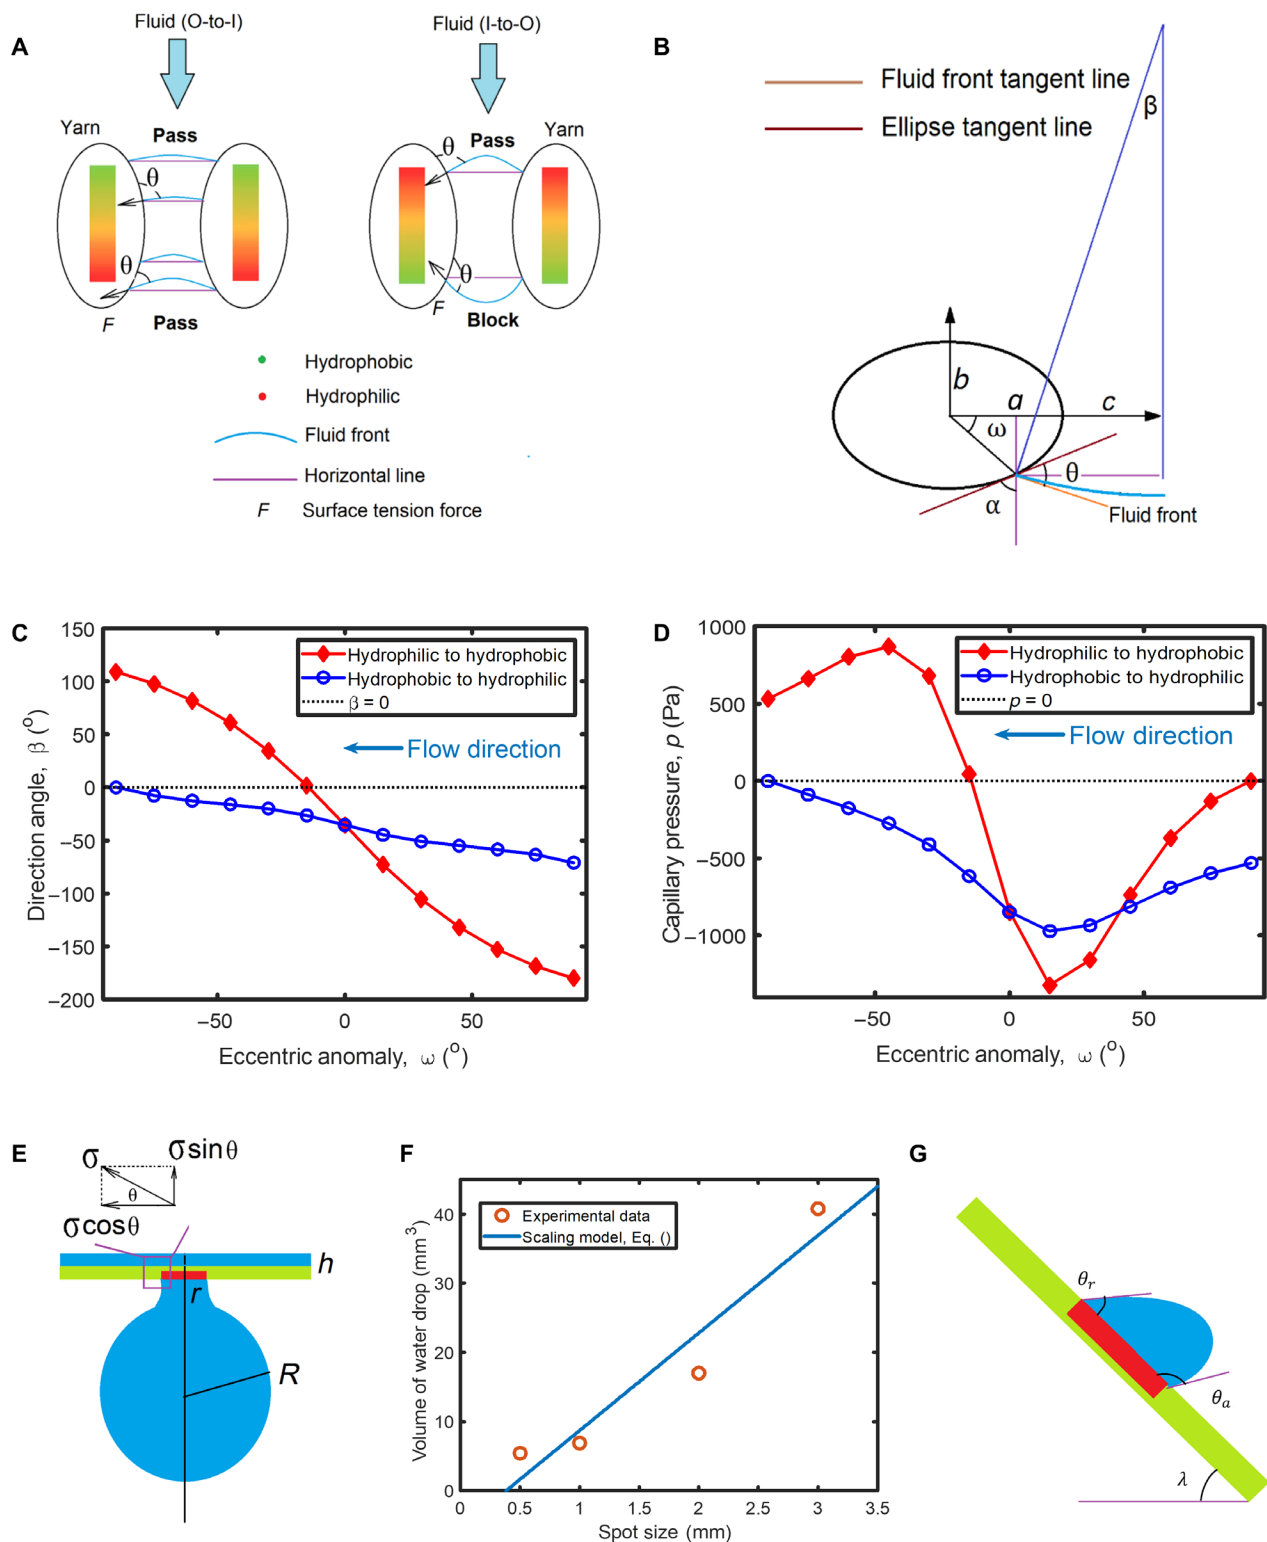 A
Fluid (O-to-I)
Fluid (I-to-O)
Yarn
Pass
Pass
Yarn
θ
θ
θ
θ
F
Pass
F
Block
Hydrophobic
Hydrophilic
Fluid front
Horizontal line
F Surface tension force
B
Fluid front tangent line
Ellipse tangent line
β
b
a
c
ω
θ
α
Fluid front
C
Hydrophilic to hydrophobic
Hydrophobic to hydrophilic
β = 0
Flow direction
150
100
50
0
−50
−100
−150
−200
−50
0
50
Direction angle, β (o)
Eccentric anomaly, ω (o)
D
Hydrophilic to hydrophobic
Hydrophobic to hydrophilic
p = 0
Flow direction
1000
500
0
−500
−1000
−50
0
50
Capillary pressure, p (Pa)
Eccentric anomaly, ω (o)
E
σ
σsinθ
θ
σcosθ
h
r
R
F
Experimental data
Scaling model, Eq. ()
40
30
20
10
0
0
0.5
1
1.5
2
2.5
3
3.5
Volume of water drop (mm3)
Spot size (mm)
G
θr
θa
λ